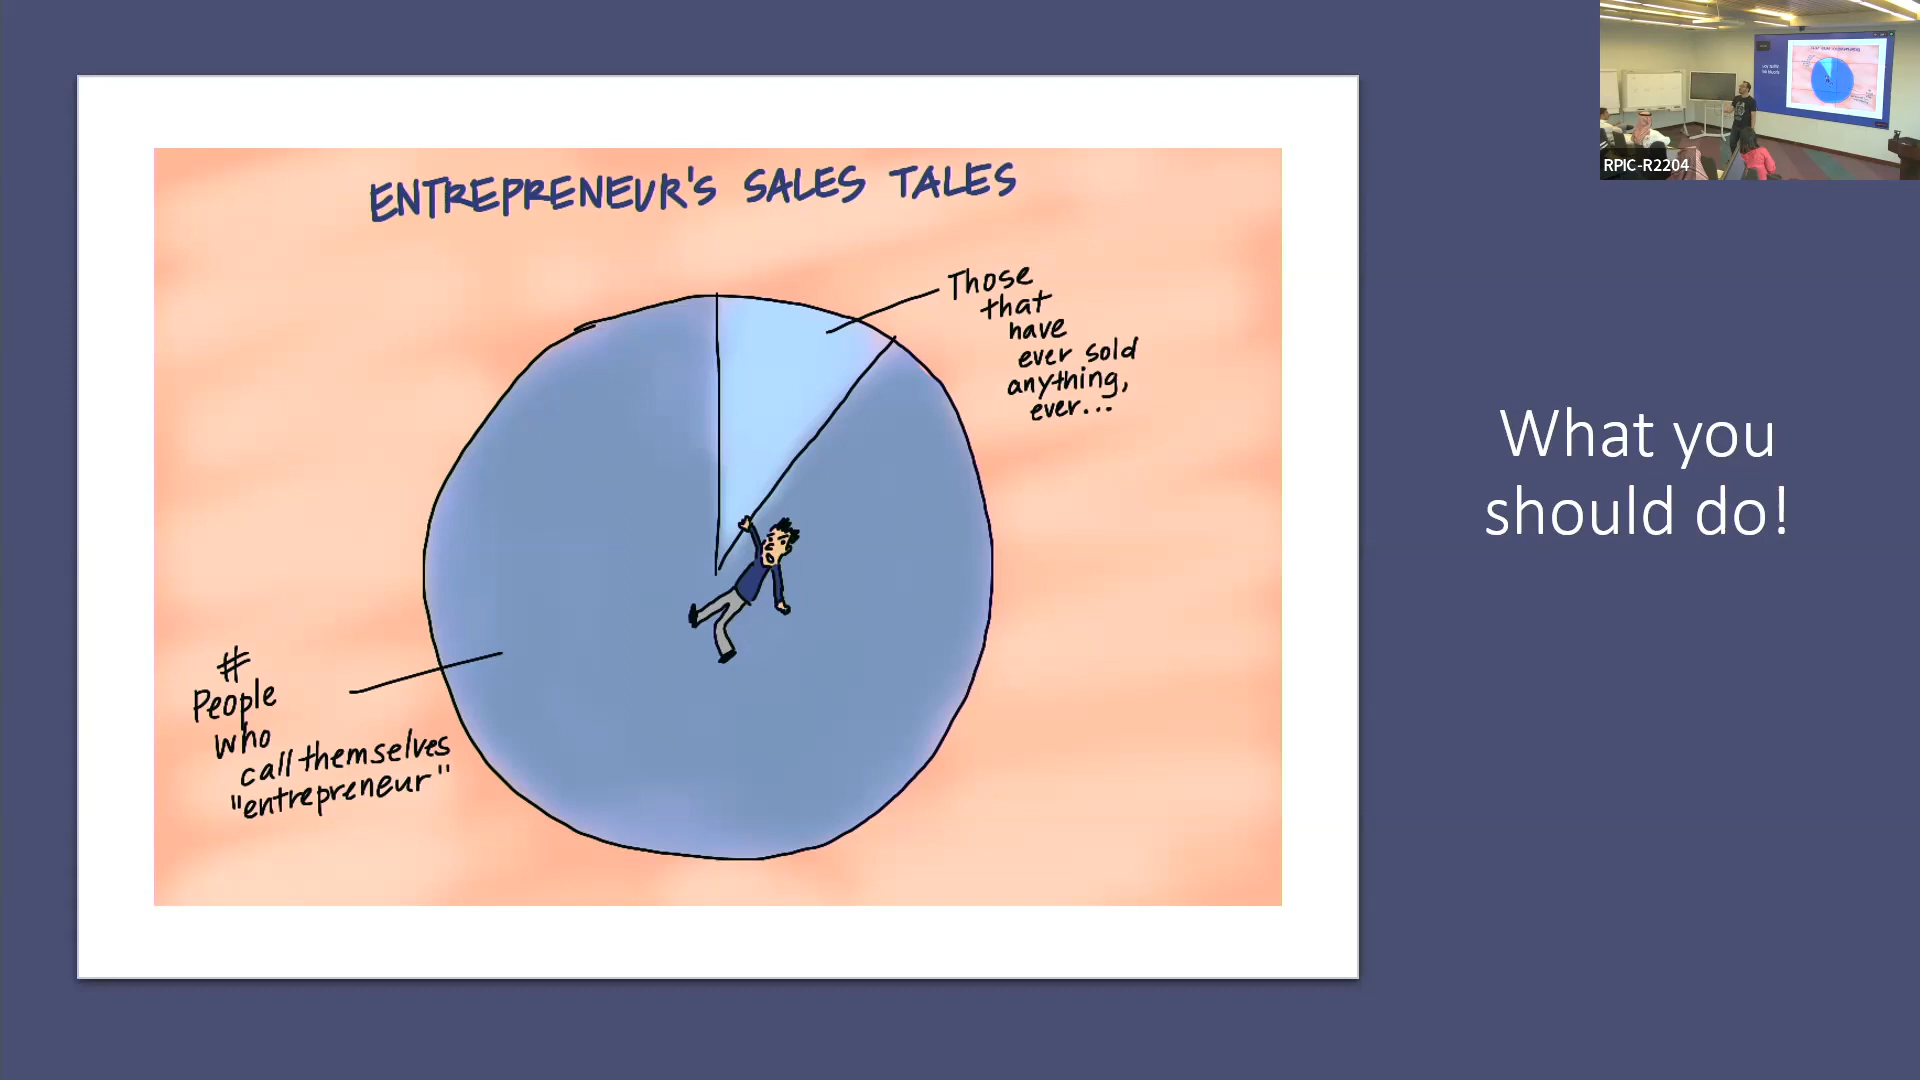 ENTREPRENEUR'S SALES TALES
Those
that
have
ever sold
anything,
ever...
#
People
who
call themselves
"entrepreneur"
What you
should do!
RPIC-R2204